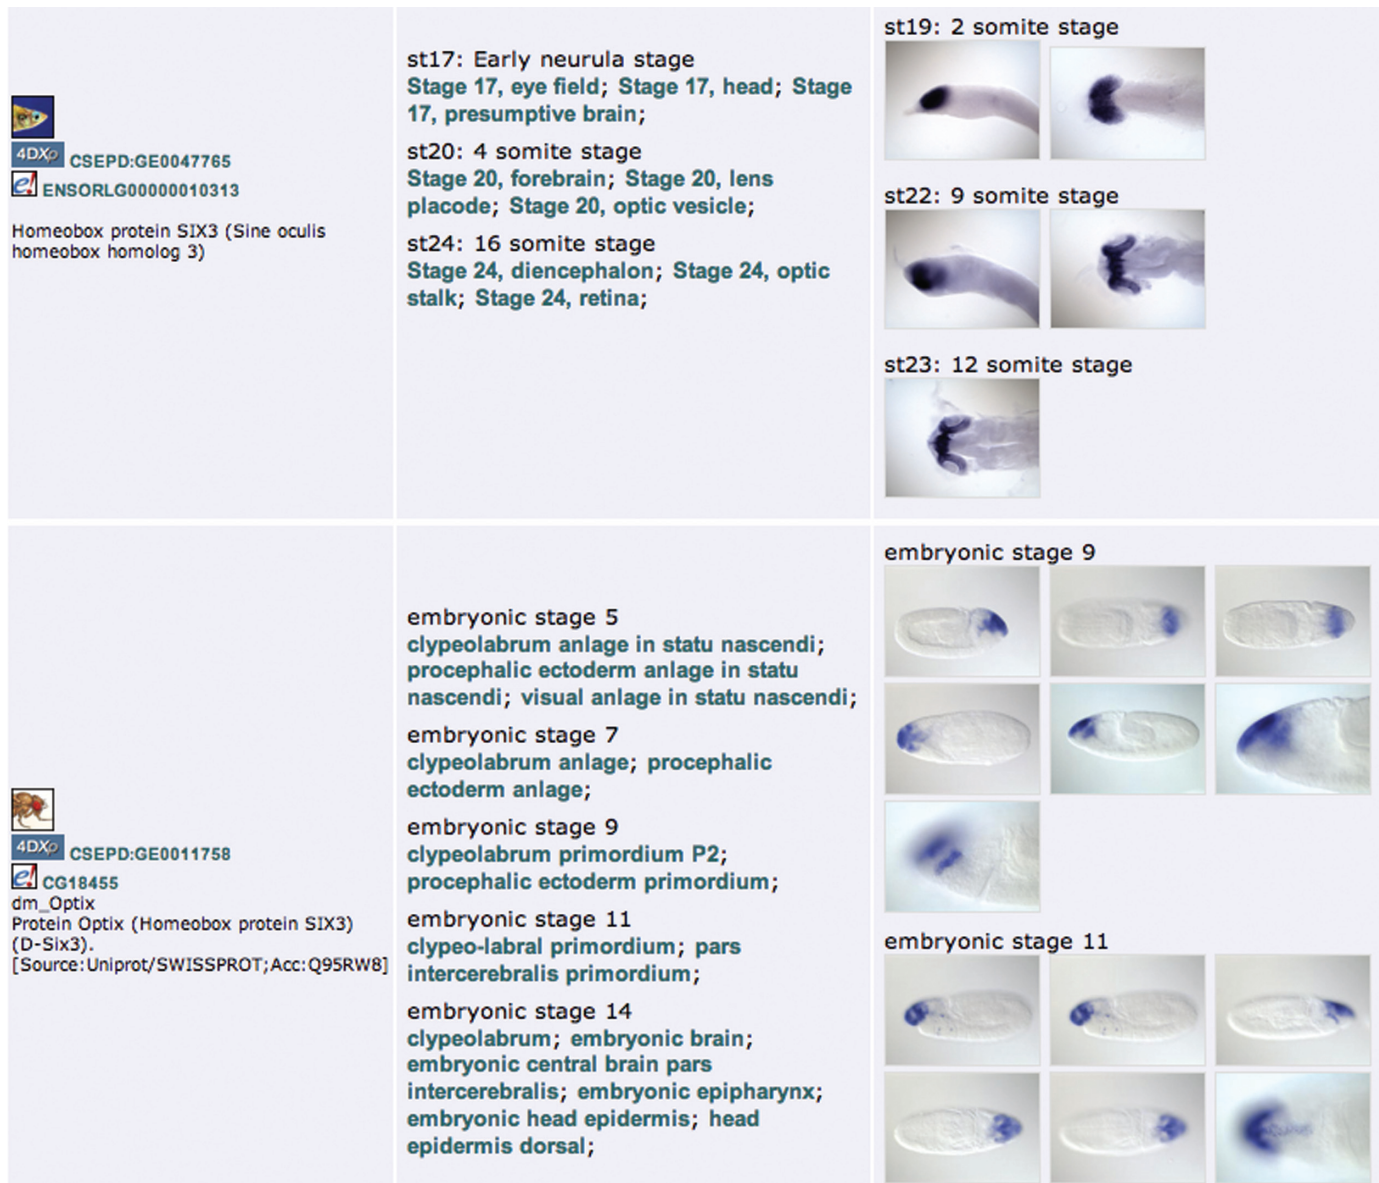 4DXp CSEPD:GE0047765
e! ENSORLG00000010313
Homeobox protein SIX3 (Sine oculis
homeobox homolog 3)
st17: Early neurula stage
Stage 17, eye field; Stage 17, head; Stage
17, presumptive brain;
st20: 4 somite stage
Stage 20, forebrain; Stage 20, lens
placode; Stage 20, optic vesicle;
st24: 16 somite stage
Stage 24, diencephalon; Stage 24, optic
stalk; Stage 24, retina;
st19: 2 somite stage
st22: 9 somite stage
st23: 12 somite stage
4DXp CSEPD:GE0011758
e! CG18455
dm_Optix
Protein Optix (Homeobox protein SIX3)
(D-Six3).
[Source:Uniprot/SWISSPROT;Acc:Q95RW8]
embryonic stage 5
clypeolabrum anlage in statu nascendi;
procephalic ectoderm anlage in statu
nascendi; visual anlage in statu nascendi;
embryonic stage 7
clypeolabrum anlage; procephalic
ectoderm anlage;
embryonic stage 9
clypeolabrum primordium P2;
procephalic ectoderm primordium;
embryonic stage 11
clypeo-labral primordium; pars
intercerebralis primordium;
embryonic stage 14
clypeolabrum; embryonic brain;
embryonic central brain pars
intercerebralis; embryonic epipharynx;
embryonic head epidermis; head
epidermis dorsal;
embryonic stage 9
embryonic stage 11